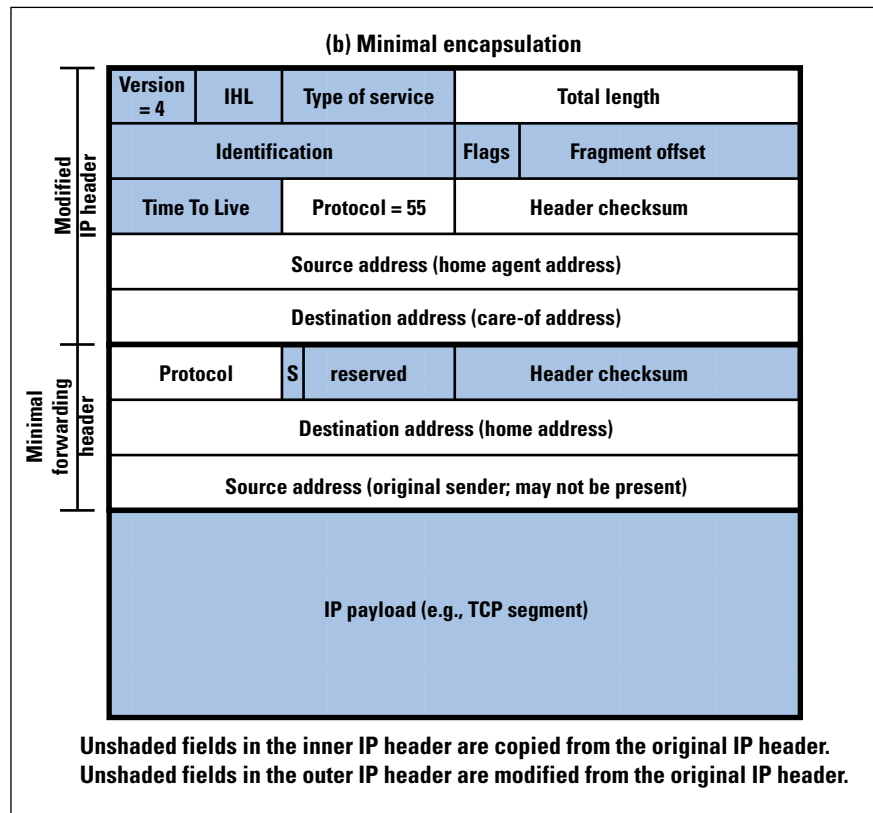 (b) Minimal encapsulation
Modified
IP header
Version
= 4
IHL
Type of service
Total length
Identification
Flags
Fragment offset
Time To Live
Protocol = 55
Header checksum
Source address (home agent address)
Destination address (care-of address)
Minimal
forwarding
header
Protocol
S
reserved
Header checksum
Destination address (home address)
Source address (original sender; may not be present)
IP payload (e.g., TCP segment)
Unshaded fields in the inner IP header are copied from the original IP header.
Unshaded fields in the outer IP header are modified from the original IP header.